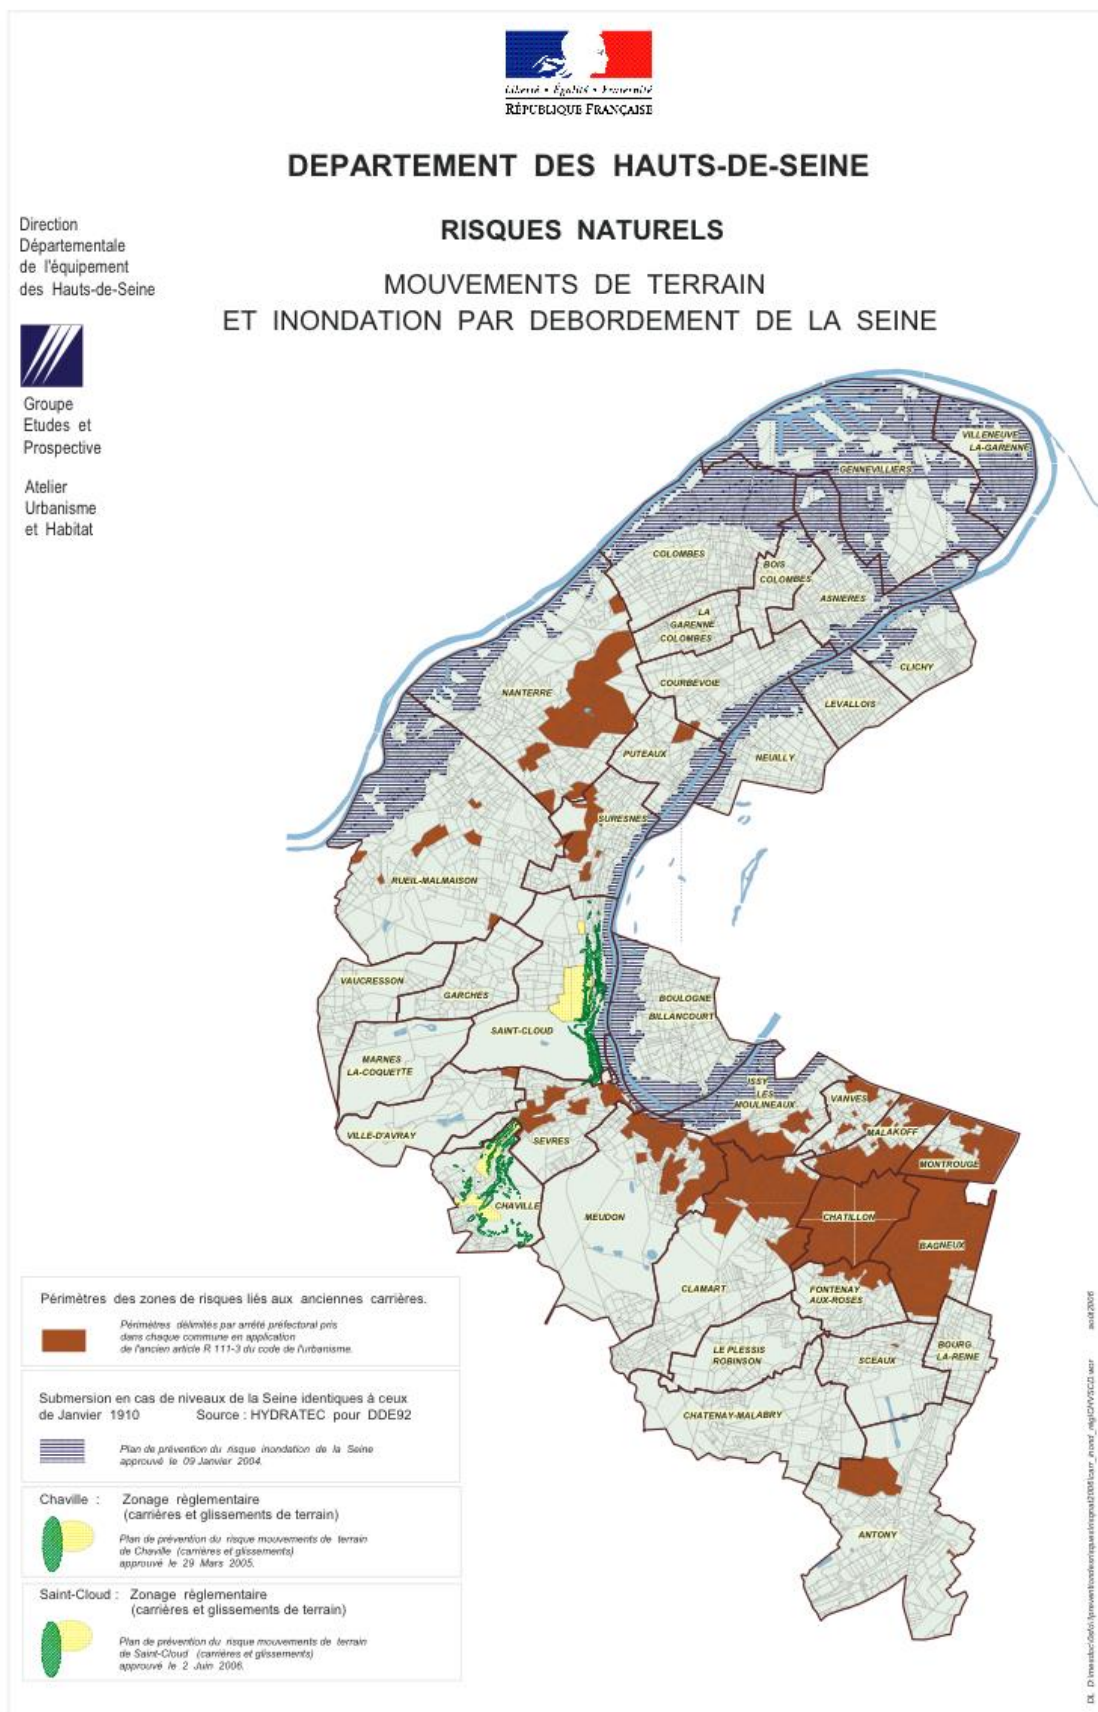 Liberté • Égalité • Fraternité
RÉPUBLIQUE FRANÇAISE
DEPARTEMENT DES HAUTS-DE-SEINE
Direction
Départementale
de l'équipement
des Hauts-de-Seine
RISQUES NATURELS
MOUVEMENTS DE TERRAIN
ET INONDATION PAR DEBORDEMENT DE LA SEINE
Groupe
Etudes et
Prospective
Atelier
Urbanisme
et Habitat
VILLENEUVE
LA-GARENNE
GENNEVILLIERS
COLOMBES
BOIS
COLOMBES
ASNIERES
LA
GARENNE
COLOMBES
CLICHY
COURBEVOIE
NANTERRE
LEVALLOIS
PUTEAUX
NEUILLY
SURESNES
RUEIL-MALMAISON
VAUCRESSON
GARCHES
BOULOGNE
BILLANCOURT
SAINT-CLOUD
MARNES
LA-COQUETTE
ISSY
LES
MOULINEAUX
VANVES
MALAKOFF
VILLE-D'AVRAY
SEVRES
MONTROUGE
CHAVILLE
MEUDON
CHATILLON
BAGNEUX
CLAMART
FONTENAY
AUX-ROSES
LE PLESSIS
ROBINSON
SCEAUX
BOURG
LA-REINE
CHATENAY-MALABRY
ANTONY
Périmètres des zones de risques liés aux anciennes carrières.
Périmètres délimités par arrêté préfectoral pris
dans chaque commune en application
de l'ancien article R 111-3 du code de l'urbanisme.
Submersion en cas de niveaux de la Seine identiques à ceux
de Janvier 1910 Source : HYDRATEC pour DDE92
Plan de prévention du risque inondation de la Seine
approuvé le 09 Janvier 2004.
Chaville : Zonage règlementaire
(carrières et glissements de terrain)
Plan de prévention du risque mouvements de terrain
de Chaville (carrières et glissements)
approuvé le 29 Mars 2005.
Saint-Cloud : Zonage règlementaire
(carrières et glissements de terrain)
Plan de prévention du risque mouvements de terrain
de Saint-Cloud (carrières et glissements)
approuvé le 2 Juin 2006.
août2006